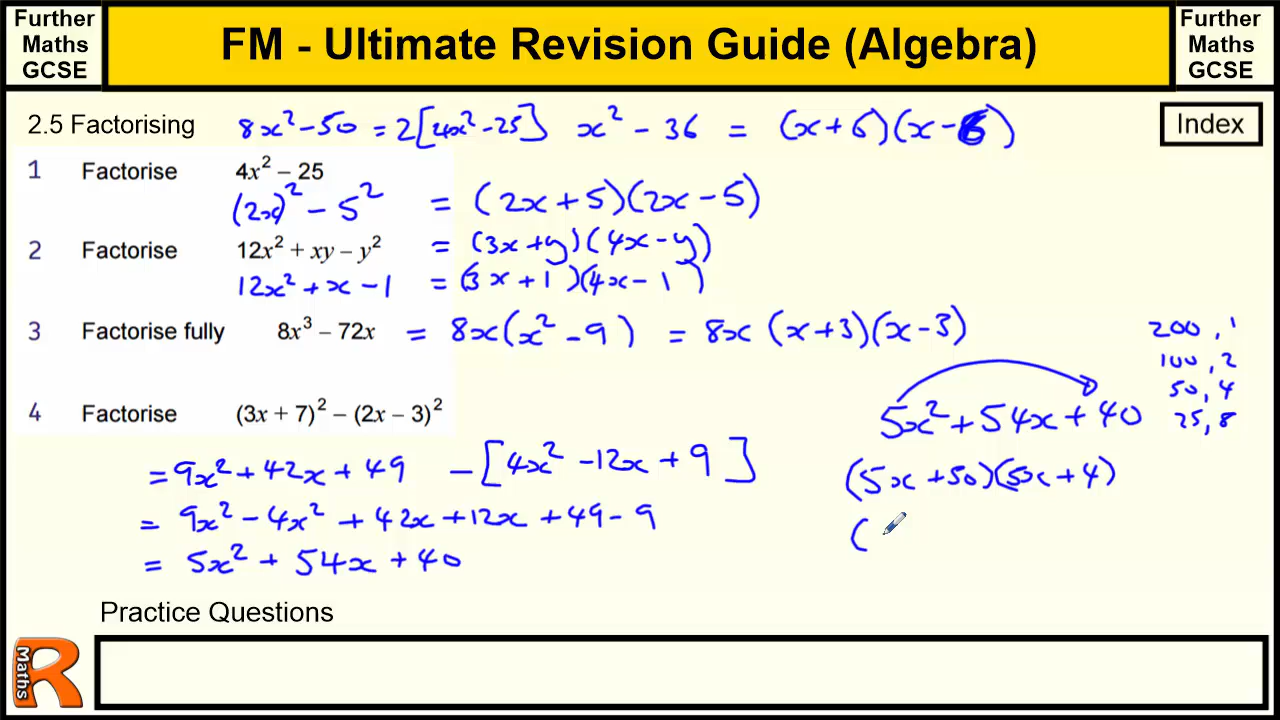 Further
Maths
GCSE
FM - Ultimate Revision Guide (Algebra)
Further
Maths
GCSE
2.5 Factorising 8x² - 50 = 2[4x² - 25] x² - 36 = (x + 6)(x - 6)
Index
1 Factorise 4x² – 25
(2x)² - 5² = (2x + 5)(2x - 5)
2 Factorise 12x² + xy – y² = (3x + y)(4x - y)
12x² + x - 1 = (3x + 1)(4x - 1)
3 Factorise fully 8x³ – 72x = 8x(x² - 9) = 8x(x + 3)(x - 3)
200, 1
100, 2
50, 4
25, 8
4 Factorise (3x + 7)² – (2x – 3)²
5x² + 54x + 40
= 9x² + 42x + 49 - [4x² - 12x + 9]
(5x + 50)(5x + 4)
= 9x² - 4x² + 42x + 12x + 49 - 9
(
= 5x² + 54x + 40
Practice Questions
R
Maths